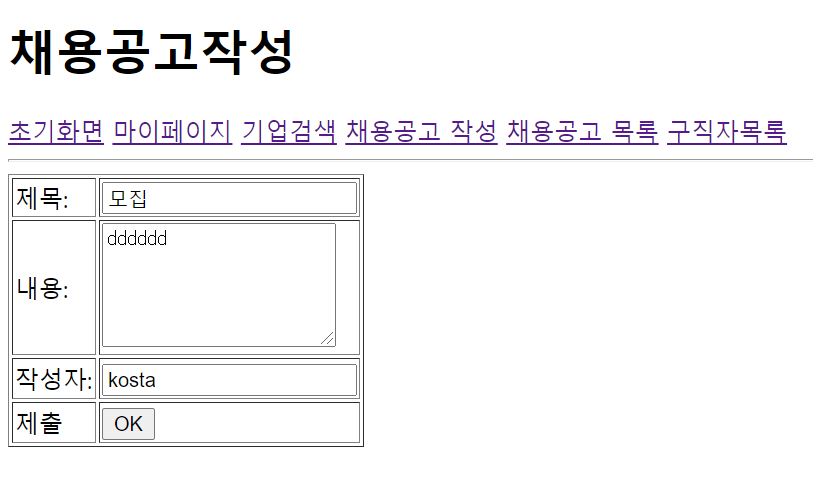 채용공고작성
초기화면 마이페이지 기업검색 채용공고 작성 채용공고 목록 구직자목록
제목: 모집
내용: dddddd
작성자: kosta
제출 OK